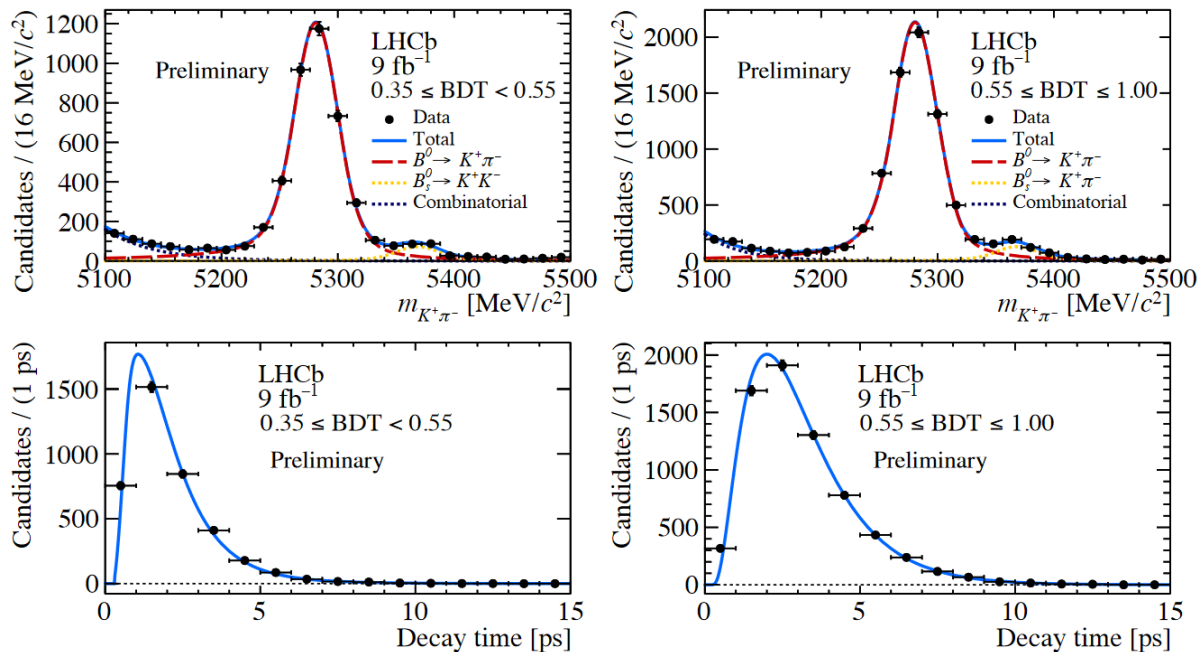 Candidates / (16 MeV/c²)
1200
1000
800
600
400
200
0
LHCb
Preliminary
9 fb⁻¹
0.35 ≤ BDT < 0.55
Data
Total
B⁰→ K⁺π⁻
B⁰ₛ→ K⁺K⁻
Combinatorial
5100 5200 5300 5400 5500
m_K⁺π⁻ [MeV/c²]
Candidates / (16 MeV/c²)
2000
1500
1000
500
0
LHCb
Preliminary
9 fb⁻¹
0.55 ≤ BDT ≤ 1.00
Data
Total
B⁰→ K⁺π⁻
B⁰ₛ→ K⁺π⁻
Combinatorial
5100 5200 5300 5400 5500
m_K⁺π⁻ [MeV/c²]
Candidates / (1 ps)
1500
1000
500
0
LHCb
9 fb⁻¹
0.35 ≤ BDT < 0.55
Preliminary
0 5 10 15
Decay time [ps]
Candidates / (1 ps)
2000
1500
1000
500
0
LHCb
9 fb⁻¹
0.55 ≤ BDT ≤ 1.00
Preliminary
0 5 10 15
Decay time [ps]